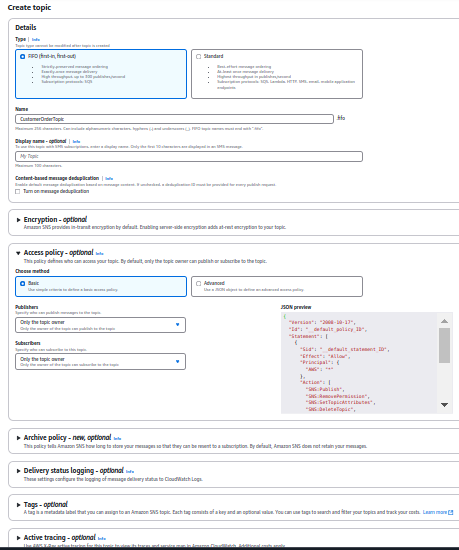 Create topic
Details
Type Info
Topic type cannot be modified after topic is created
FIFO (first-in, first-out)
Strictly-preserved message ordering
Exactly-once message delivery
High throughput, up to 300 publishes/second
Subscription protocols: SQS
Standard
Best-effort message ordering
At-least once message delivery
Highest throughput in publishes/second
Subscription protocols: SQS, Lambda, HTTP, SMS, email, mobile application endpoints
Name
CustomerOrderTopic
.fifo
Maximum 256 characters. Can include alphanumeric characters, hyphens (-) and underscores (_). FIFO topic names must end with ".fifo".
Display name - optional Info
To use this topic with SMS subscriptions, enter a display name. Only the first 10 characters are displayed in an SMS message.
My Topic
Maximum 100 characters.
Content-based message deduplication Info
Enable default message deduplication based on message content. If unchecked, a deduplication ID must be provided for every publish request.
Turn on message deduplication
Encryption - optional
Amazon SNS provides in-transit encryption by default. Enabling server-side encryption adds at-rest encryption to your topic.
Access policy - optional Info
This policy defines who can access your topic. By default, only the topic owner can publish or subscribe to the topic.
Choose method
Basic
Use simple criteria to define a basic access policy.
Advanced
Use a JSON object to define an advanced access policy.
Publishers
Specify who can publish messages to the topic.
Only the topic owner
Only the owner of the topic can publish to the topic
Subscribers
Specify who can subscribe to this topic.
Only the topic owner
Only the owner of the topic can subscribe to the topic
JSON preview
{
"Version": "2008-10-17",
"Id": "__default_policy_ID",
"Statement": [
{
"Sid": "__default_statement_ID",
"Effect": "Allow",
"Principal": {
"AWS": "*"
},
"Action": [
"SNS:Publish",
"SNS:RemovePermission",
"SNS:SetTopicAttributes",
"SNS:DeleteTopic",
Archive policy - new, optional Info
This policy tells Amazon SNS how long to store your messages so that they can be resent to a subscription. By default, Amazon SNS does not retain your messages.
Delivery status logging - optional Info
These settings configure the logging of message delivery status to CloudWatch Logs.
Tags - optional
A tag is a metadata label that you can assign to an Amazon SNS topic. Each tag consists of a key and an optional value. You can use tags to search and filter your topics and track your costs. Learn more
Active tracing - optional Info
Use AWS X-Ray active tracing for this topic to view its traces and service map in Amazon CloudWatch. Additional costs apply.